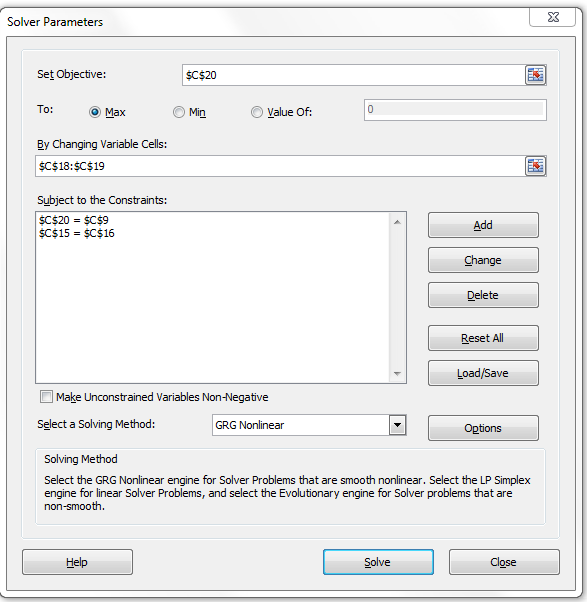 Solver Parameters
Set Objective: $C$20
To: Max Min Value Of: 0
By Changing Variable Cells:
$C$18:$C$19
Subject to the Constraints:
$C$20 = $C$9
$C$15 = $C$16
Add
Change
Delete
Reset All
Load/Save
Make Unconstrained Variables Non-Negative
Select a Solving Method: GRG Nonlinear Options
Solving Method
Select the GRG Nonlinear engine for Solver Problems that are smooth nonlinear. Select the LP Simplex
engine for linear Solver Problems, and select the Evolutionary engine for Solver problems that are
non-smooth.
Help Solve Close